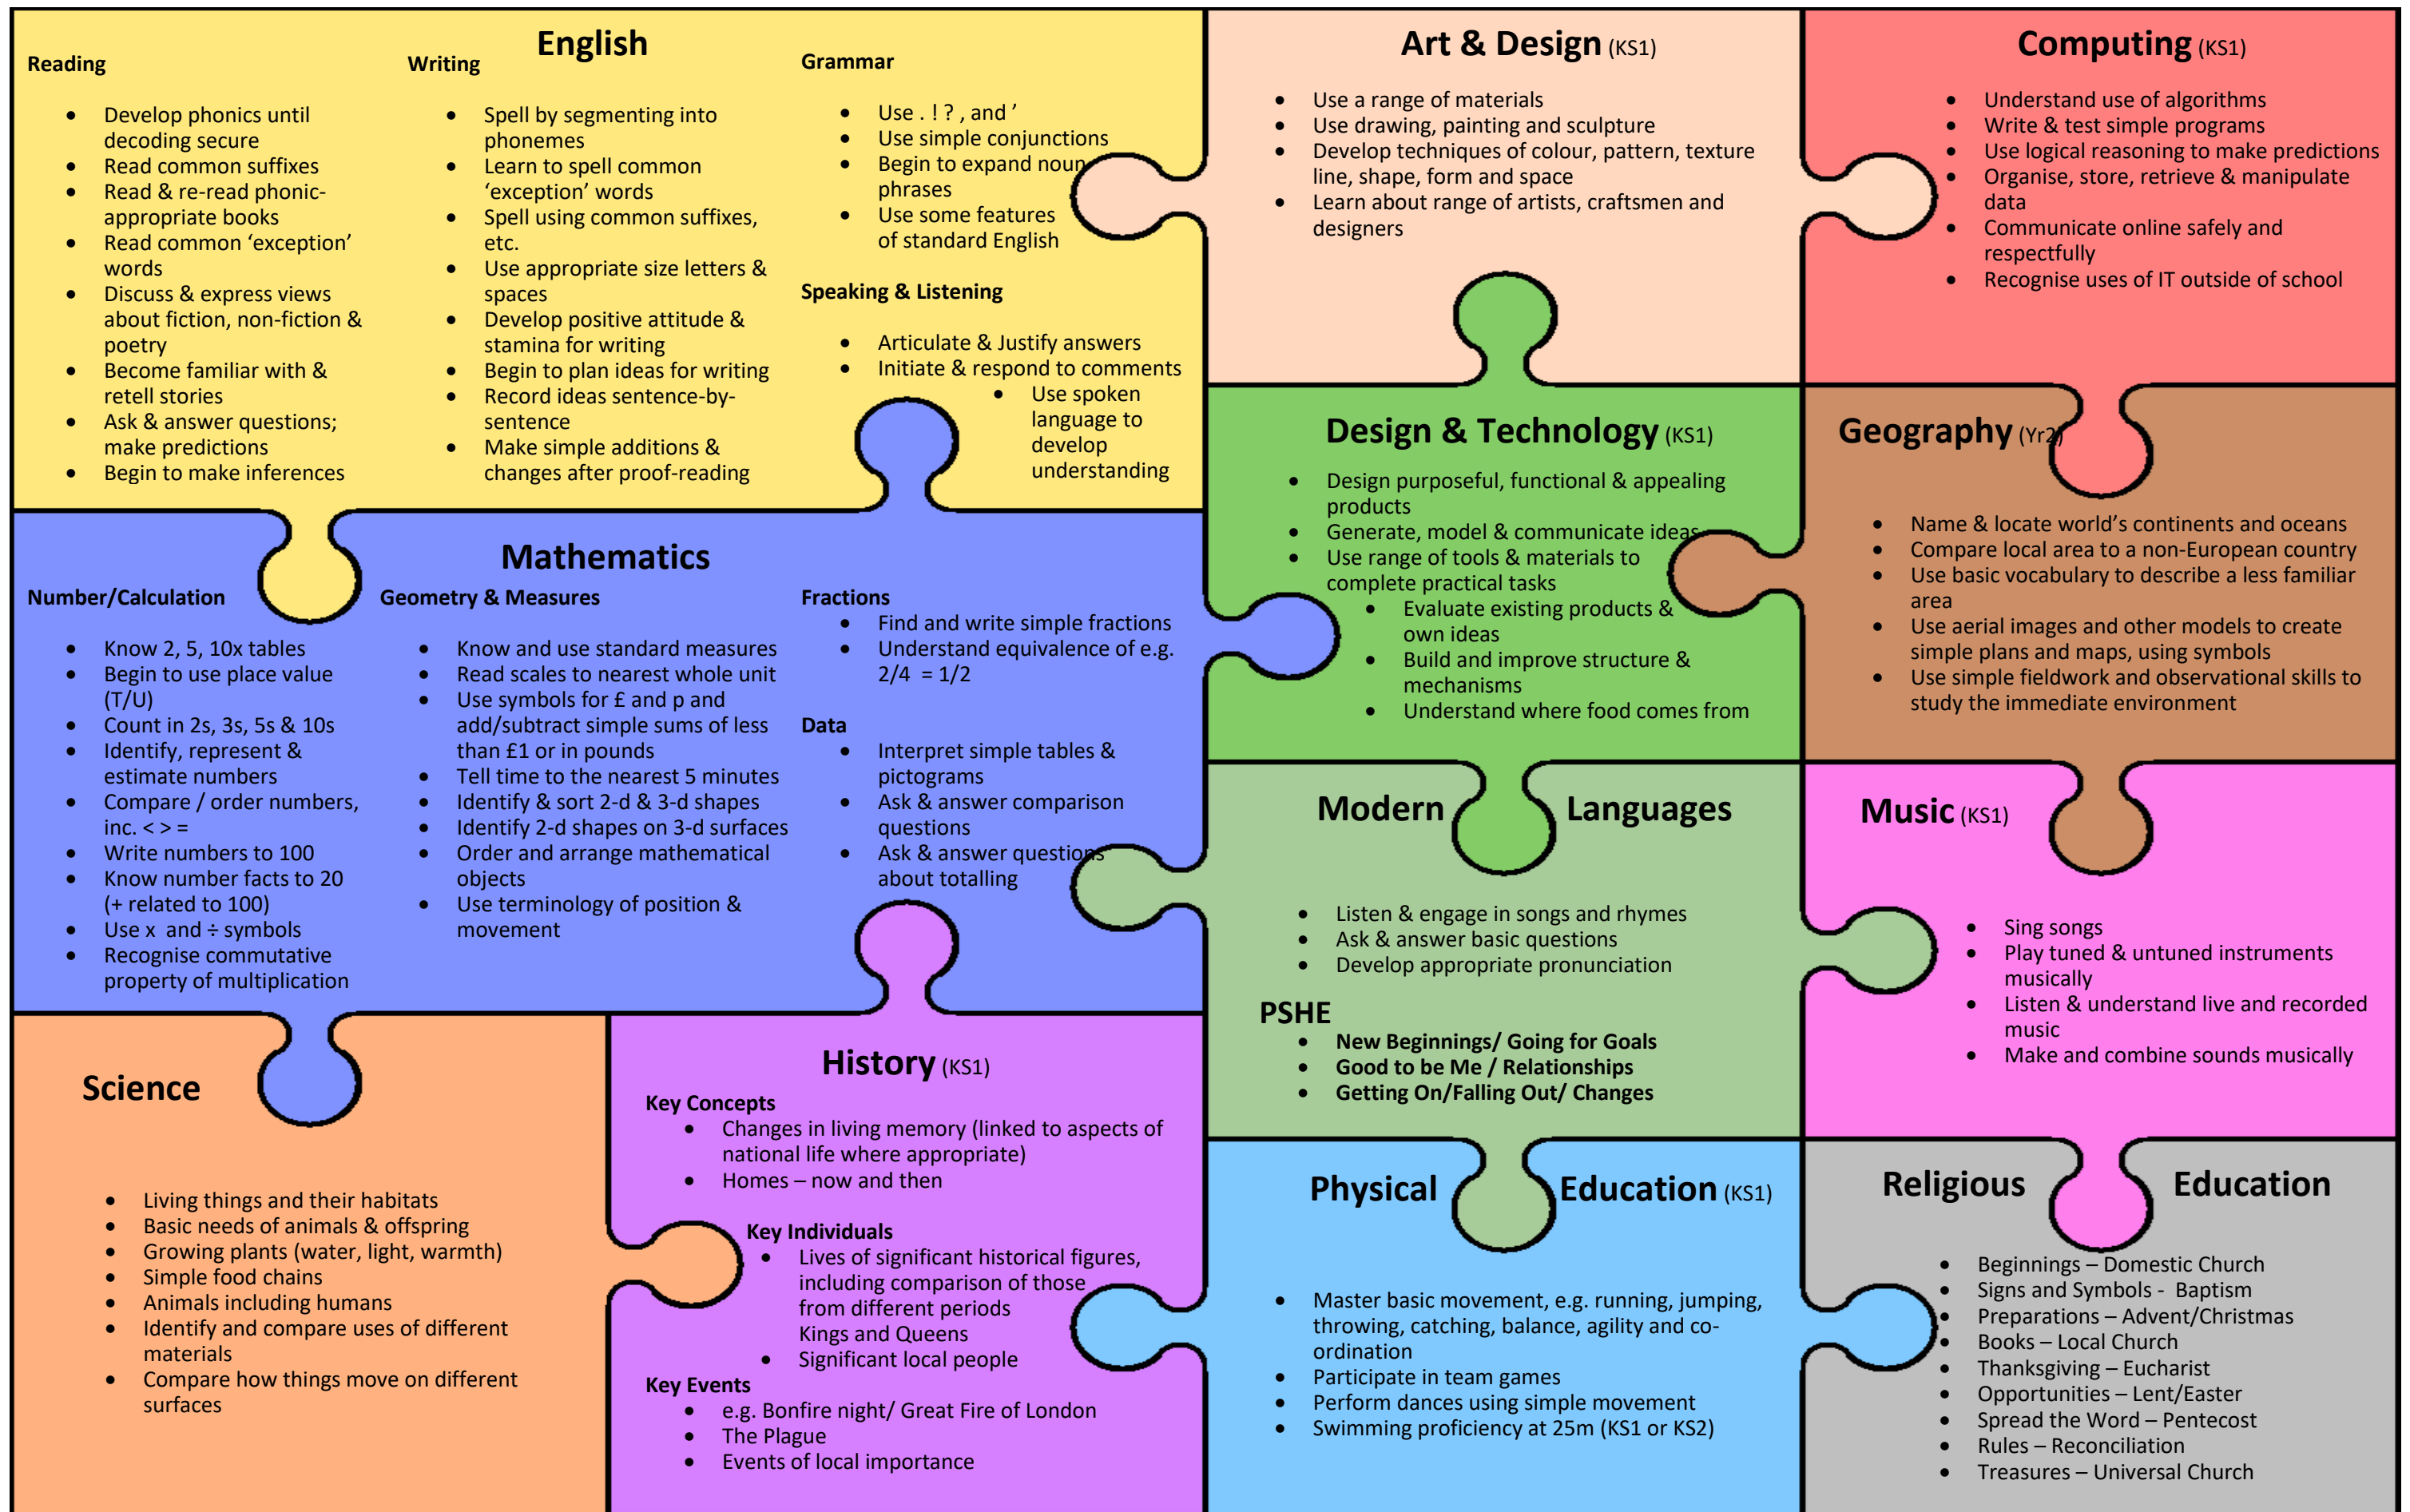 English
Reading
Develop phonics until
decoding secure
Read common suffixes
Read & re-read phonic-
appropriate books
Read common ‘exception’
words
Discuss & express views
about fiction, non-fiction &
poetry
Become familiar with &
retell stories
Ask & answer questions;
make predictions
Begin to make inferences
Writing
Spell by segmenting into
phonemes
Learn to spell common
‘exception’ words
Spell using common suffixes,
etc.
Use appropriate size letters &
spaces
Develop positive attitude &
stamina for writing
Begin to plan ideas for writing
Record ideas sentence-by-
sentence
Make simple additions &
changes after proof-reading
Grammar
Use . ! ? , and ’
Use simple conjunctions
Begin to expand noun
phrases
Use some features
of standard English
Speaking & Listening
Articulate & Justify answers
Initiate & respond to comments
Use spoken
language to
develop
understanding
Art & Design (KS1)
Use a range of materials
Use drawing, painting and sculpture
Develop techniques of colour, pattern, texture
line, shape, form and space
Learn about range of artists, craftsmen and
designers
Computing (KS1)
Understand use of algorithms
Write & test simple programs
Use logical reasoning to make predictions
Organise, store, retrieve & manipulate
data
Communicate online safely and
respectfully
Recognise uses of IT outside of school
Design & Technology (KS1)
Design purposeful, functional & appealing
products
Generate, model & communicate ideas
Use range of tools & materials to
complete practical tasks
Evaluate existing products &
own ideas
Build and improve structure &
mechanisms
Understand where food comes from
Geography (Yr2)
Name & locate world’s continents and oceans
Compare local area to a non-European country
Use basic vocabulary to describe a less familiar
area
Use aerial images and other models to create
simple plans and maps, using symbols
Use simple fieldwork and observational skills to
study the immediate environment
Mathematics
Number/Calculation
Know 2, 5, 10x tables
Begin to use place value
(T/U)
Count in 2s, 3s, 5s & 10s
Identify, represent &
estimate numbers
Compare / order numbers,
inc. < > =
Write numbers to 100
Know number facts to 20
(+ related to 100)
Use x and ÷ symbols
Recognise commutative
property of multiplication
Geometry & Measures
Know and use standard measures
Read scales to nearest whole unit
Use symbols for £ and p and
add/subtract simple sums of less
than £1 or in pounds
Tell time to the nearest 5 minutes
Identify & sort 2-d & 3-d shapes
Identify 2-d shapes on 3-d surfaces
Order and arrange mathematical
objects
Use terminology of position &
movement
Fractions
Find and write simple fractions
Understand equivalence of e.g.
2/4 = 1/2
Data
Interpret simple tables &
pictograms
Ask & answer comparison
questions
Ask & answer questions
about totalling
Modern Languages
Listen & engage in songs and rhymes
Ask & answer basic questions
Develop appropriate pronunciation
PSHE
New Beginnings/ Going for Goals
Good to be Me / Relationships
Getting On/Falling Out/ Changes
Music (KS1)
Sing songs
Play tuned & untuned instruments
musically
Listen & understand live and recorded
music
Make and combine sounds musically
Science
Living things and their habitats
Basic needs of animals & offspring
Growing plants (water, light, warmth)
Simple food chains
Animals including humans
Identify and compare uses of different
materials
Compare how things move on different
surfaces
History (KS1)
Key Concepts
Changes in living memory (linked to aspects of
national life where appropriate)
Homes – now and then
Key Individuals
Lives of significant historical figures,
including comparison of those
from different periods
Kings and Queens
Significant local people
Key Events
e.g. Bonfire night/ Great Fire of London
The Plague
Events of local importance
Physical Education (KS1)
Master basic movement, e.g. running, jumping,
throwing, catching, balance, agility and co-
ordination
Participate in team games
Perform dances using simple movement
Swimming proficiency at 25m (KS1 or KS2)
Religious Education
Beginnings – Domestic Church
Signs and Symbols - Baptism
Preparations – Advent/Christmas
Books – Local Church
Thanksgiving – Eucharist
Opportunities – Lent/Easter
Spread the Word – Pentecost
Rules – Reconciliation
Treasures – Universal Church